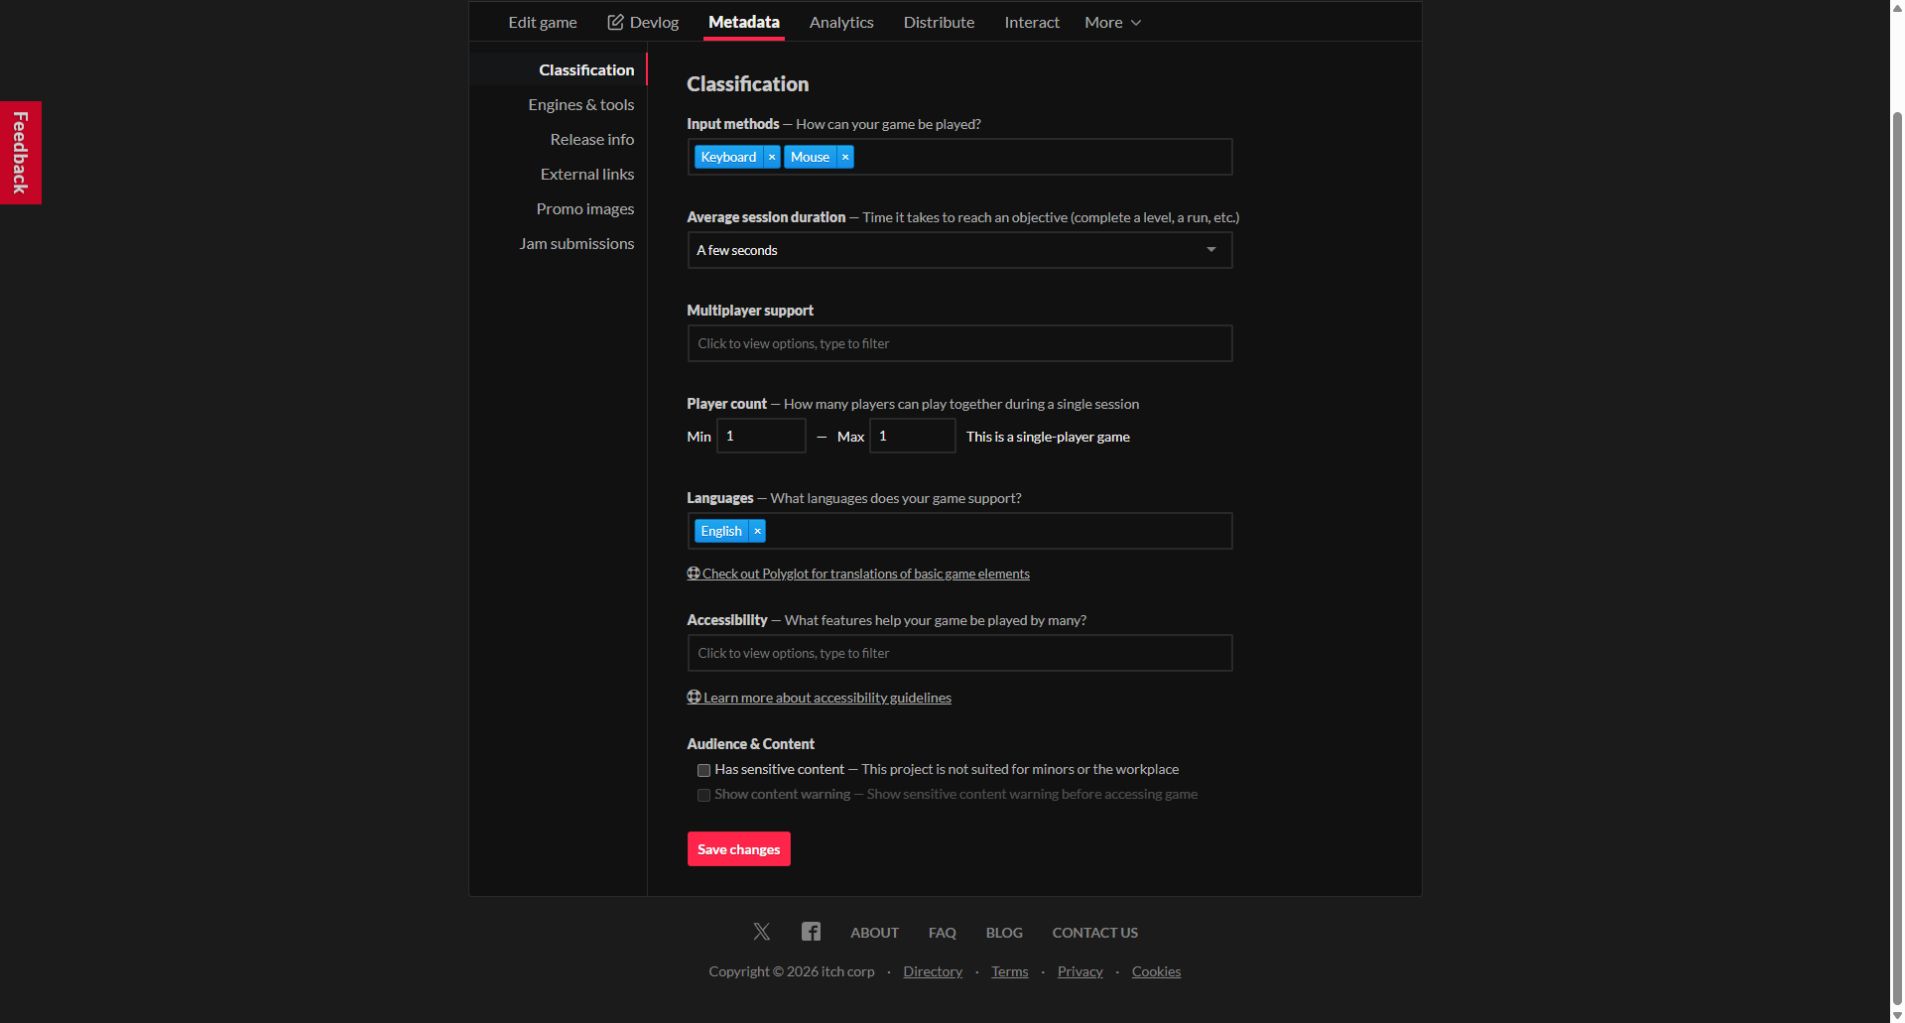 Edit game Devlog Metadata Analytics Distribute Interact More
Classification
Engines & tools
Release info
External links
Promo images
Jam submissions
Feedback
Classification
Input methods — How can your game be played?
Keyboard × Mouse ×
Average session duration — Time it takes to reach an objective (complete a level, a run, etc.)
A few seconds
Multiplayer support
Click to view options, type to filter
Player count — How many players can play together during a single session
Min 1 — Max 1 This is a single-player game
Languages — What languages does your game support?
English ×
Check out Polyglot for translations of basic game elements
Accessibility — What features help your game be played by many?
Click to view options, type to filter
Learn more about accessibility guidelines
Audience & Content
Has sensitive content — This project is not suited for minors or the workplace
Show content warning — Show sensitive content warning before accessing game
Save changes
ABOUT FAQ BLOG CONTACT US
Copyright © 2026 itch corp · Directory · Terms · Privacy · Cookies